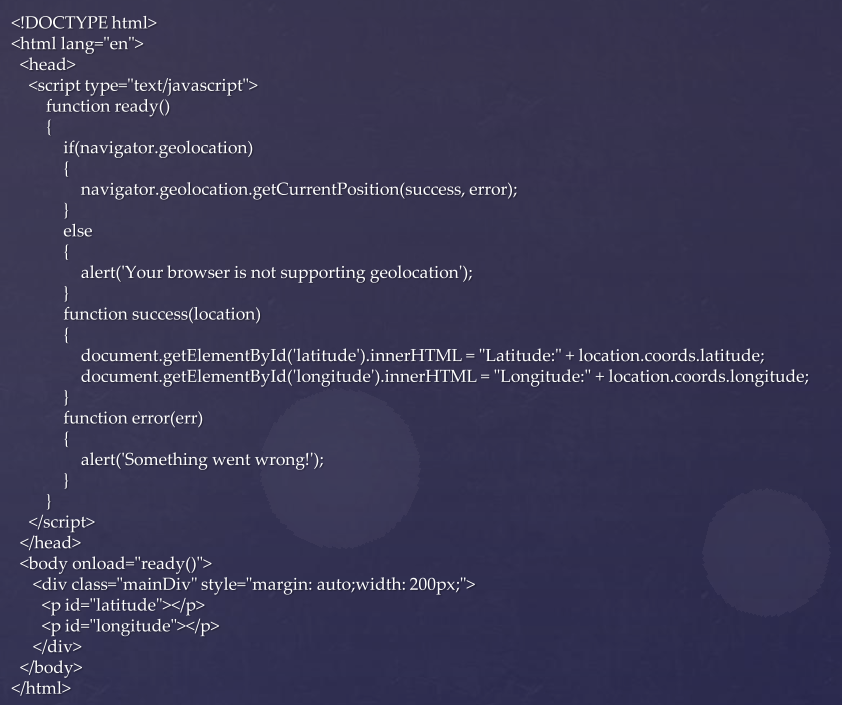 <!DOCTYPE html>
<html lang="en">
<head>
<script type="text/javascript">
function ready()
{
if(navigator.geolocation)
{
navigator.geolocation.getCurrentPosition(success, error);
}
else
{
alert('Your browser is not supporting geolocation');
}
function success(location)
{
document.getElementById('latitude').innerHTML = "Latitude:" + location.coords.latitude;
document.getElementById('longitude').innerHTML = "Longitude:" + location.coords.longitude;
}
function error(err)
{
alert('Something went wrong!');
}
}
</script>
</head>
<body onload="ready()">
<div class="mainDiv" style="margin: auto;width: 200px;">
<p id="latitude"></p>
<p id="longitude"></p>
</div>
</body>
</html>